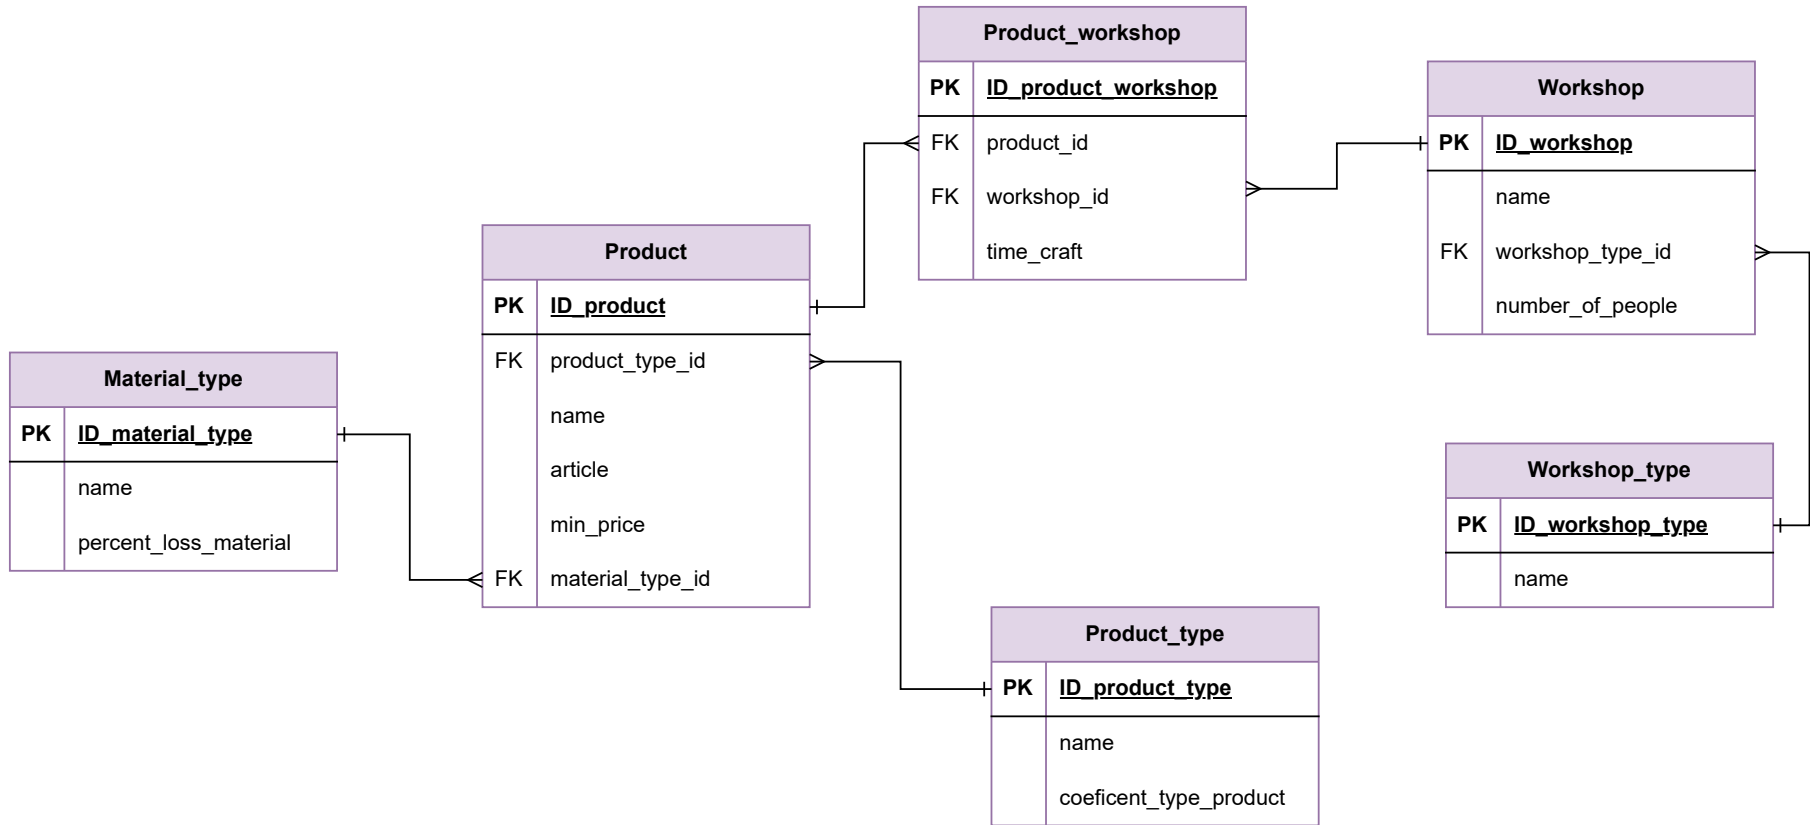 Product_workshop
PK ID_product_workshop
FK product_id
FK workshop_id
time_craft
Workshop
PK ID_workshop
name
FK workshop_type_id
number_of_people
Product
PK ID_product
FK product_type_id
name
article
min_price
FK material_type_id
Material_type
PK ID_material_type
name
percent_loss_material
Workshop_type
PK ID_workshop_type
name
Product_type
PK ID_product_type
name
coeficent_type_product